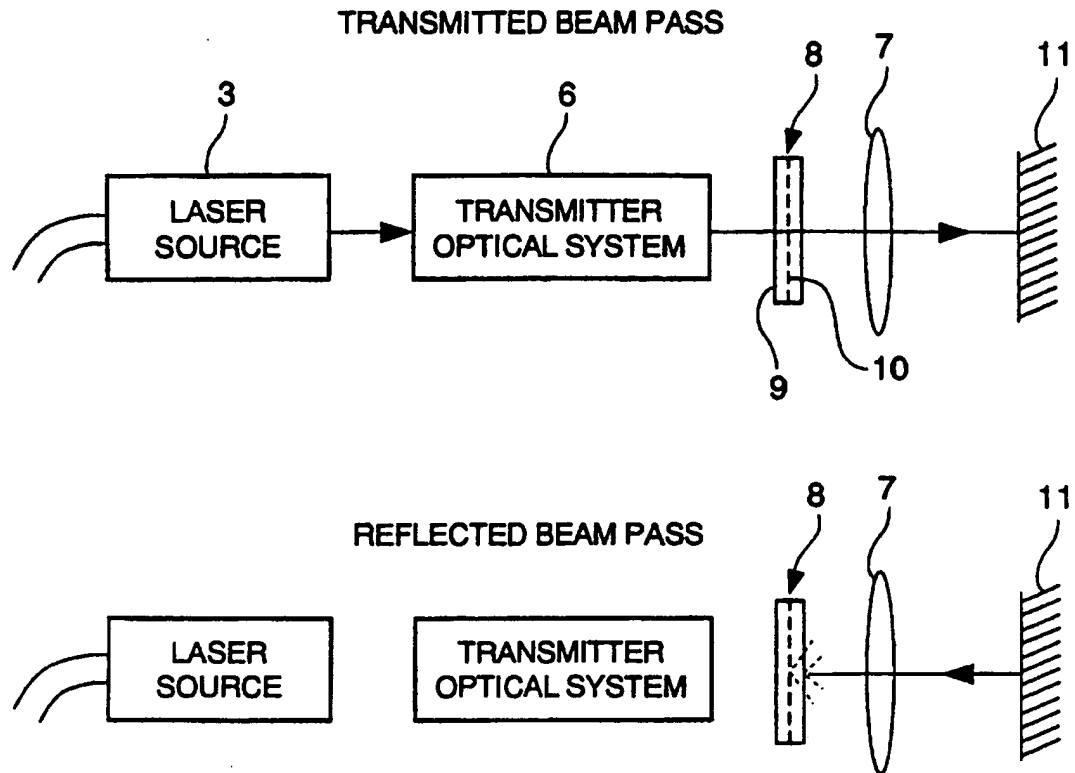 TRANSMITTED BEAM PASS
3
6
8
7
11
LASER
SOURCE
TRANSMITTER
OPTICAL SYSTEM
9
10
REFLECTED BEAM PASS
8
7
11
LASER
SOURCE
TRANSMITTER
OPTICAL SYSTEM